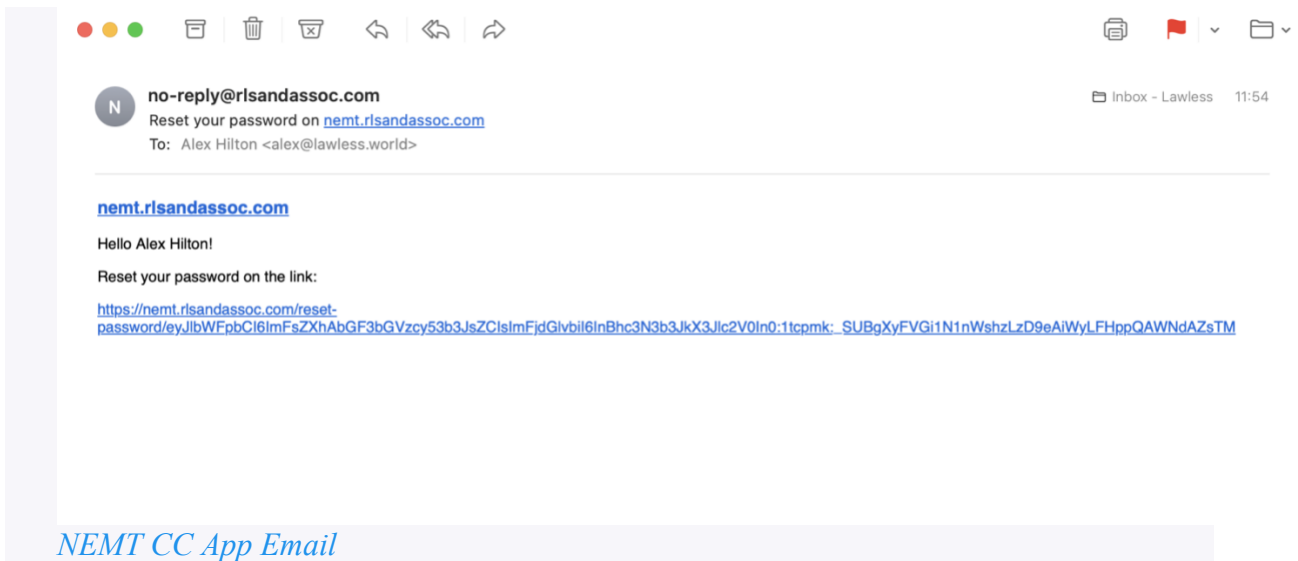 N
no-reply@rlsandassoc.com
Inbox - Lawless 11:54
Reset your password on nemt.rlsandassoc.com
To: Alex Hilton <alex@lawless.world>
nemt.rlsandassoc.com
Hello Alex Hilton!
Reset your password on the link:
https://nemt.rlsandassoc.com/reset-
password/eyJlbWFpbCI6ImFsZXhAbGF3bGVzcy53b3JsZCIsImFjdGlvbiI6InBhc3N3b3JkX3Jlc2V0In0:1tcpmk:_SUBgXyFVGi1N1nWshzLzD9eAiWyLFHppQAWNdAZsTM
NEMT CC App Email